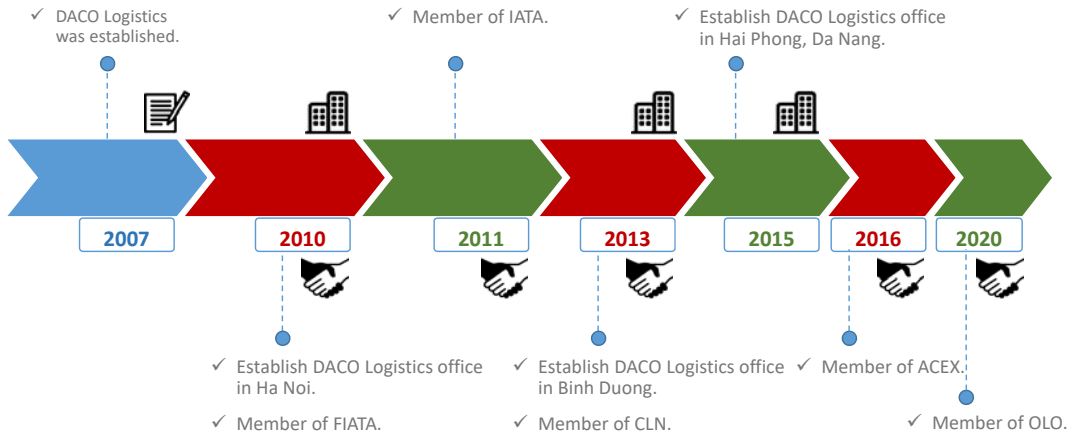 ✓ DACO Logistics
was established.
✓ Member of IATA.
✓ Establish DACO Logistics office
in Hai Phong, Da Nang.
2007
2010
2011
2013
2015
2016
2020
✓ Establish DACO Logistics office
in Ha Noi.
✓ Member of FIATA.
✓ Establish DACO Logistics office
in Binh Duong.
✓ Member of CLN.
✓ Member of ACEX.
✓ Member of OLO.